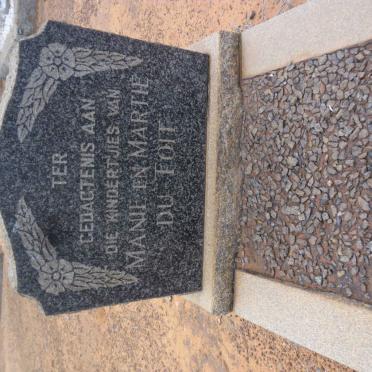 TER
GEDAGTENIS AAN
DIE KINDERTJIES VAN
MANIE EN MARTIE
DU TOIT